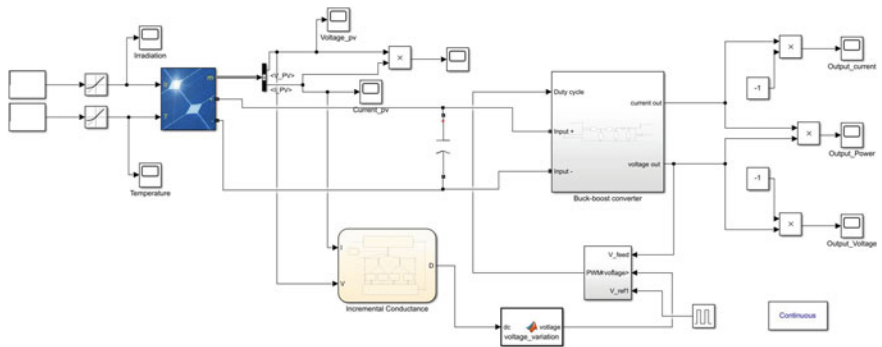 Voltage_pv
Irradiation
<V_PV>
<I_PV>
Current_pv
m
Temperature
Duty cycle
current out
Input +
voltage out
Input -
Buck-boost converter
-1
Output_current
Output_Power
-1
Output_Voltage
I
V
D
Incremental Conductance
V_feed
PWM
<voltage>
V_ref1
dc
voltage
voltage_variation
Continuous